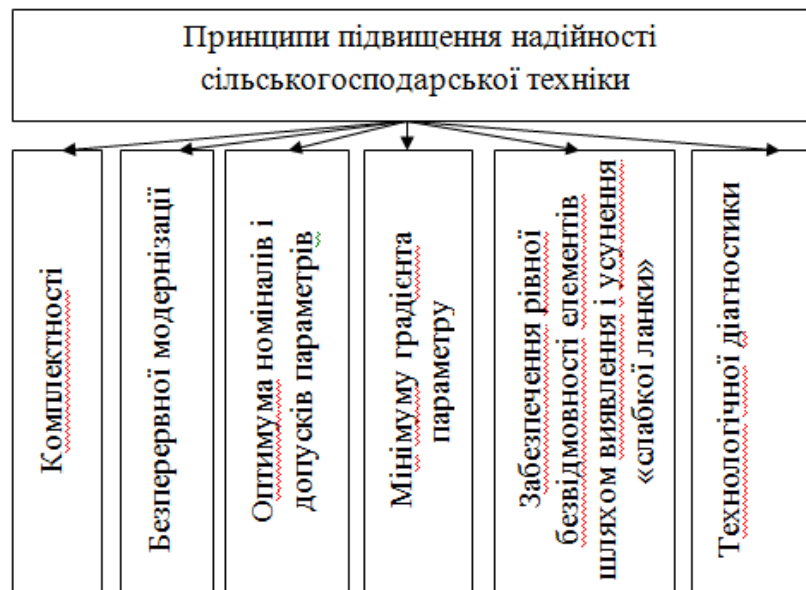 Принципи підвищення надійності
сільськогосподарської техніки
Комплектності
Безперервної модернізації
Оптимума номіналів і
допусків параметрів
Мінімуму градієнта
параметру
Забезпечення рівної
безвідмовності елементів
шляхом виявлення і усунення
«слабкої ланки»
Технологічної діагностики